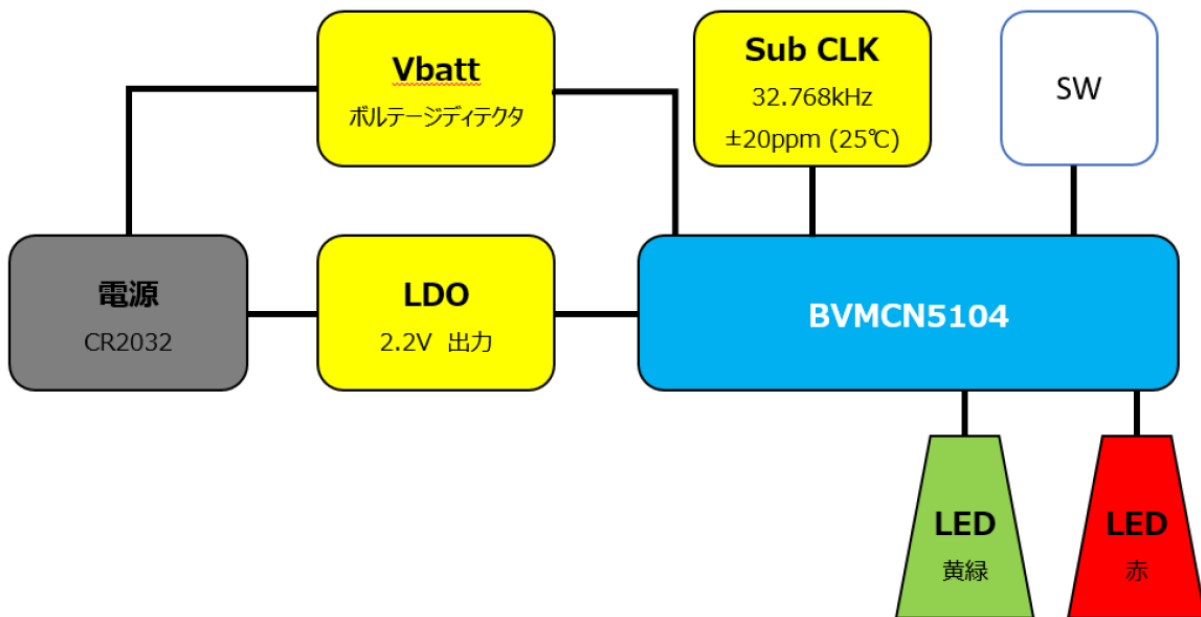 Vbatt
ボルテージディテクタ
Sub CLK
32.768kHz
±20ppm (25℃)
SW
電源
CR2032
LDO
2.2V 出力
BVMCN5104
LED
黄緑
LED
赤